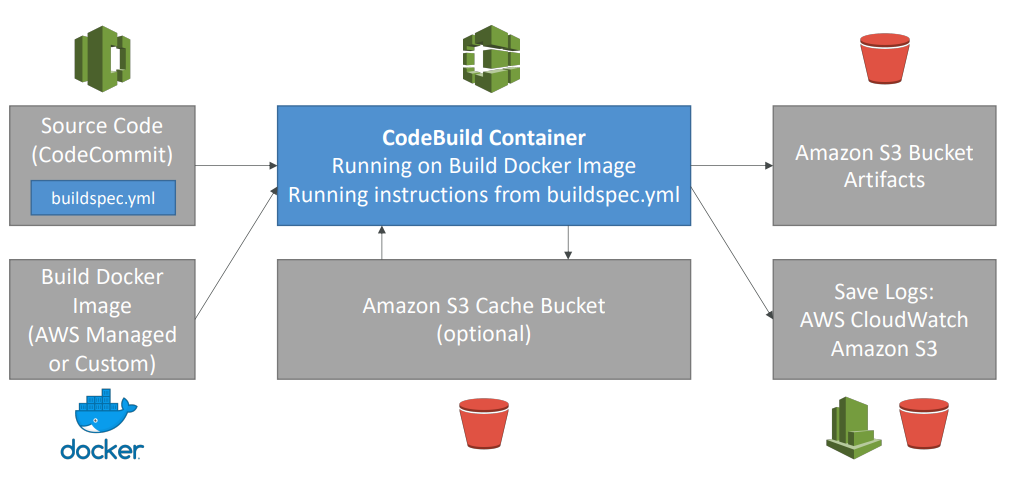 Source Code
(CodeCommit)
buildspec.yml
CodeBuild Container
Running on Build Docker Image
Running instructions from buildspec.yml
Amazon S3 Bucket
Artifacts
Build Docker
Image
(AWS Managed
or Custom)
Amazon S3 Cache Bucket
(optional)
Save Logs:
AWS CloudWatch
Amazon S3
docker